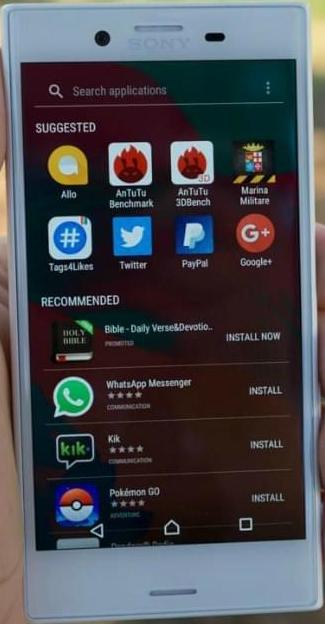 SONY
Search applications
SUGGESTED
Allo
AnTuTu
Benchmark
3D
AnTuTu
3DBench
Marina
Militare
#
Tags4Likes
Twitter
PayPal
G+
Google+
RECOMMENDED
HOLY
BIBLE
Bible - Daily Verse&Devotio..
PROMOTED
INSTALL NOW
WhatsApp Messenger
COMMUNICATION
INSTALL
kik
Kik
COMMUNICATION
INSTALL
Pokémon GO
ADVENTURE
INSTALL